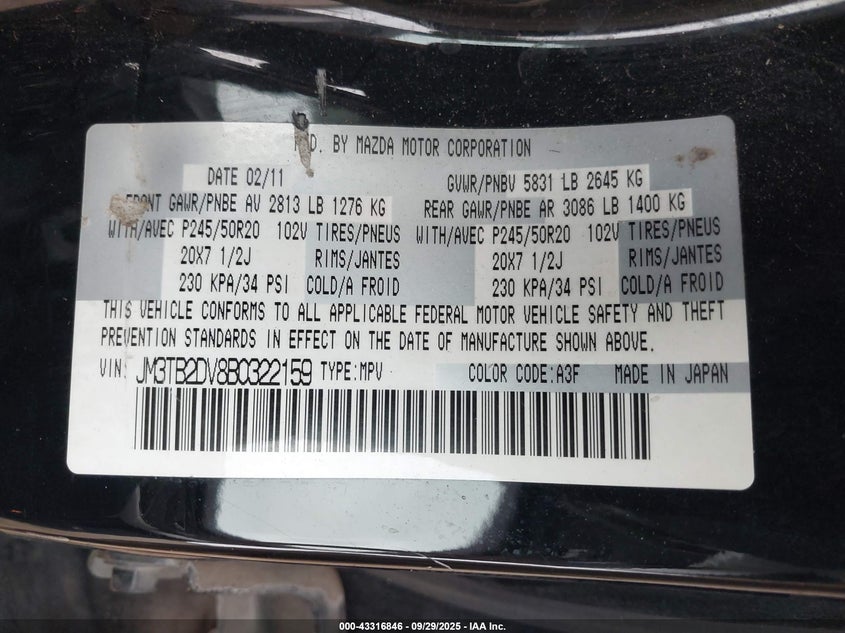 MFD. BY MAZDA MOTOR CORPORATION
DATE 02/11 GVWR/PNBV 5831 LB 2645 KG
FRONT GAWR/PNBE AV 2813 LB 1276 KG REAR GAWR/PNBE AR 3086 LB 1400 KG
WITH/AVEC P245/50R20 102V TIRES/PNEUS WITH/AVEC P245/50R20 102V TIRES/PNEUS
20X7 1/2J RIMS/JANTES 20X7 1/2J RIMS/JANTES
230 KPA/34 PSI COLD/A FROID 230 KPA/34 PSI COLD/A FROID
THIS VEHICLE CONFORMS TO ALL APPLICABLE FEDERAL MOTOR VEHICLE SAFETY AND THEFT
PREVENTION STANDARDS IN EFFECT ON THE DATE OF MANUFACTURE SHOWN ABOVE.
VIN: JM3TB2DV8B0322159 TYPE:MPV COLOR CODE:A3F MADE IN JAPAN
000-43316846 - 09/29/2025 - IAA Inc.